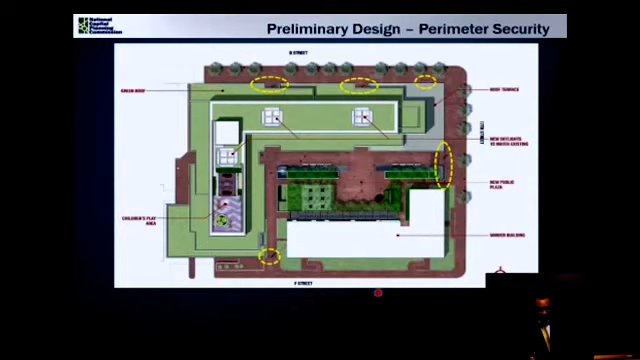 National
Capital
Planning
Commission
Preliminary Design – Perimeter Security
G STREET
GREEN ROOF
ROOF TERRACE
NEW SKYLIGHTS
TO MATCH EXISTING
NEW PUBLIC
PLAZA
CHILDREN'S PLAY
AREA
WINDER BUILDING
F STREET